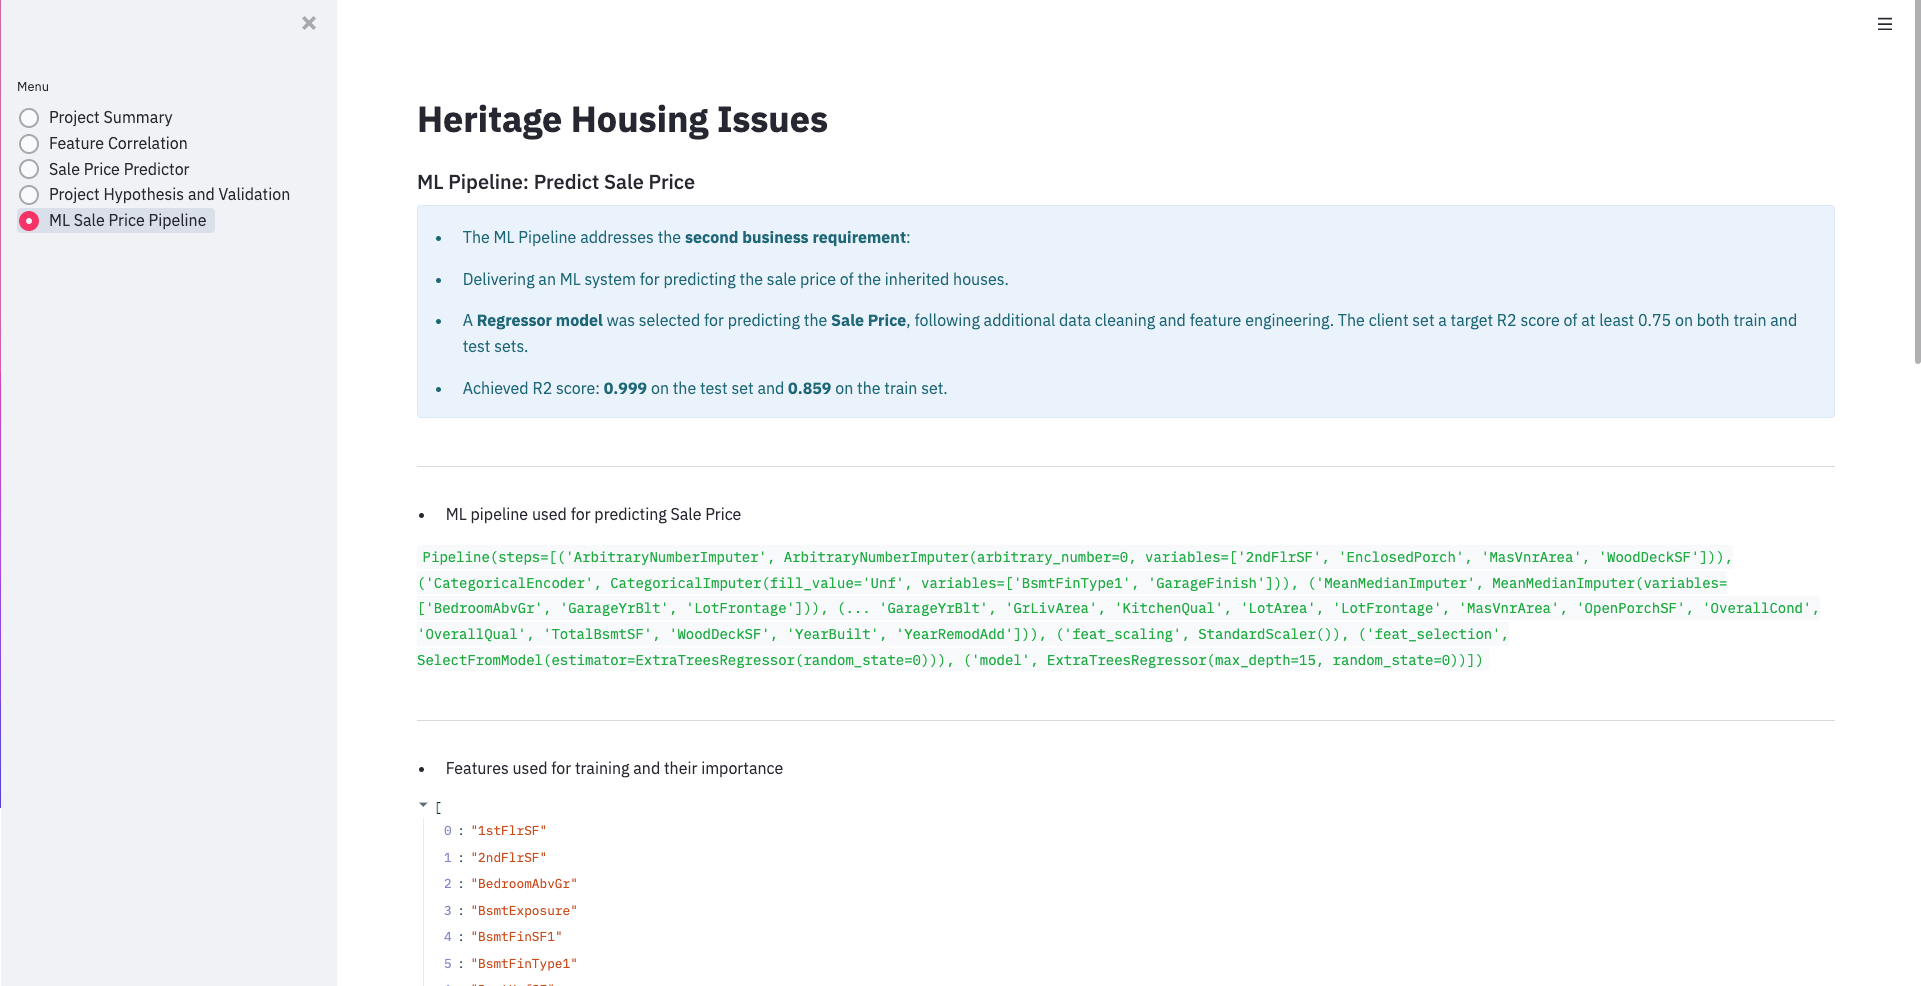 Menu
Project Summary
Feature Correlation
Sale Price Predictor
Project Hypothesis and Validation
ML Sale Price Pipeline
Heritage Housing Issues
ML Pipeline: Predict Sale Price
• The ML Pipeline addresses the second business requirement:
• Delivering an ML system for predicting the sale price of the inherited houses.
• A Regressor model was selected for predicting the Sale Price, following additional data cleaning and feature engineering. The client set a target R2 score of at least 0.75 on both train and
test sets.
• Achieved R2 score: 0.999 on the test set and 0.859 on the train set.
• ML pipeline used for predicting Sale Price
Pipeline(steps=[('ArbitraryNumberImputer', ArbitraryNumberImputer(arbitrary_number=0, variables=['2ndFlrSF', 'EnclosedPorch', 'MasVnrArea', 'WoodDeckSF'])),
('CategoricalEncoder', CategoricalImputer(fill_value='Unf', variables=['BsmtFinType1', 'GarageFinish'])), ('MeanMedianImputer', MeanMedianImputer(variables=
['BedroomAbvGr', 'GarageYrBlt', 'LotFrontage'])), (... 'GarageYrBlt', 'GrLivArea', 'KitchenQual', 'LotArea', 'LotFrontage', 'MasVnrArea', 'OpenPorchSF', 'OverallCond',
'OverallQual', 'TotalBsmtSF', 'WoodDeckSF', 'YearBuilt', 'YearRemodAdd'])), ('feat_scaling', StandardScaler()), ('feat_selection',
SelectFromModel(estimator=ExtraTreesRegressor(random_state=0))), ('model', ExtraTreesRegressor(max_depth=15, random_state=0))])
• Features used for training and their importance
[
0 : "1stFlrSF"
1 : "2ndFlrSF"
2 : "BedroomAbvGr"
3 : "BsmtExposure"
4 : "BsmtFinSF1"
5 : "BsmtFinType1"